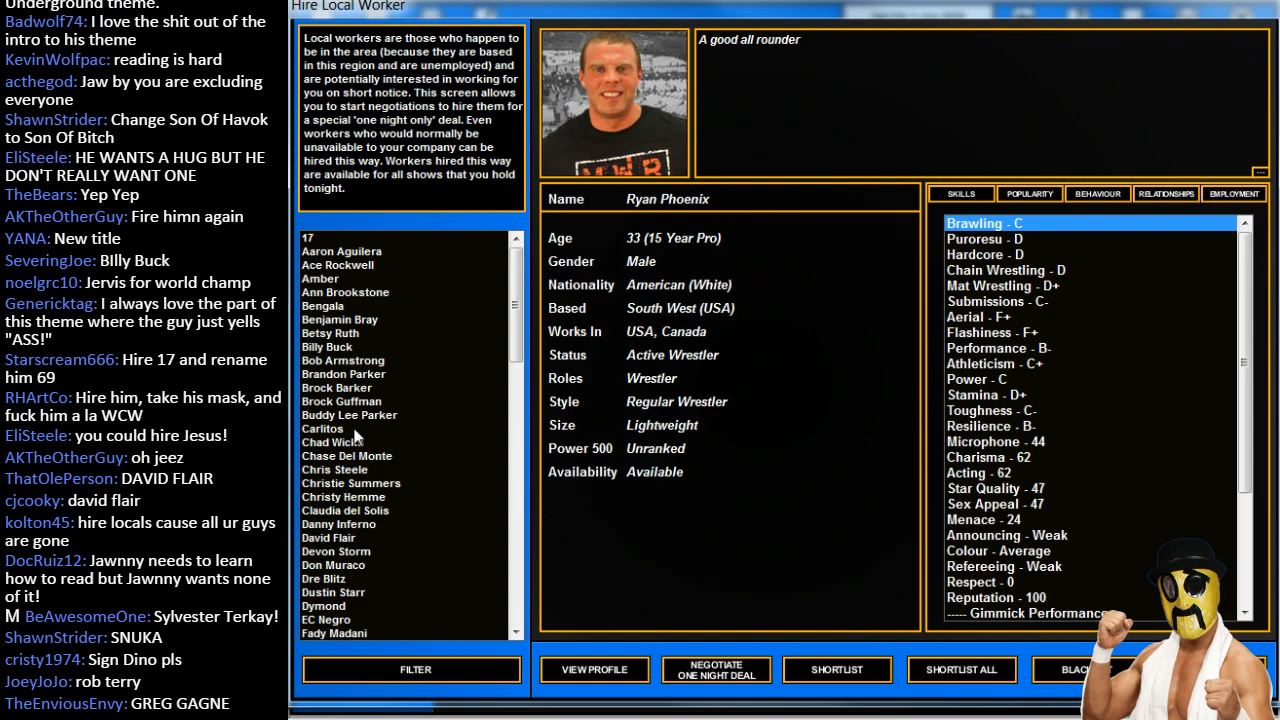 Underground theme.
Badwolf74: I love the shit out of the
intro to his theme
KevinWolfpac: reading is hard
acthegod: Jaw by you are excluding
everyone
ShawnStrider: Change Son Of Havok
to Son Of Bitch
EliSteele: HE WANTS A HUG BUT HE
DON'T REALLY WANT ONE
TheBears: Yep Yep
AKTheOtherGuy: Fire himn again
YANA: New title
SeveringJoe: BIlly Buck
noelgrc10: Jervis for world champ
Genericktag: I always love the part of
this theme where the guy just yells
"ASS!"
Starscream666: Hire 17 and rename
him 69
RHArtCo: Hire him, take his mask, and
fuck him a la WCW
EliSteele: you could hire Jesus!
AKTheOtherGuy: oh jeez
ThatOlePerson: DAVID FLAIR
cjcooky: david flair
kolton45: hire locals cause all ur guys
are gone
DocRuiz12: Jawnny needs to learn
how to read but Jawnny wants none
of it!
M BeAwesomeOne: Sylvester Terkay!
ShawnStrider: SNUKA
cristy1974: Sign Dino pls
JoeyJoJo: rob terry
TheEnviousEnvy: GREG GAGNE
Hire Local Worker
Local workers are those who happen to
be in the area (because they are based
in this region and are unemployed) and
are potentially interested in working for
you on short notice. This screen allows
you to start negotiations to hire them for
a special 'one night only' deal. Even
workers who would normally be
unavailable to your company can be
hired this way. Workers hired this way
are available for all shows that you hold
tonight.
17
Aaron Aguilera
Ace Rockwell
Amber
Ann Brookstone
Bengala
Benjamin Bray
Betsy Ruth
Billy Buck
Bob Armstrong
Brandon Parker
Brock Barker
Brock Guffman
Buddy Lee Parker
Carlitos
Chad Wicks
Chase Del Monte
Chris Steele
Christie Summers
Christy Hemme
Claudia del Solis
Danny Inferno
David Flair
Devon Storm
Don Muraco
Dre Blitz
Dustin Starr
Dymond
EC Negro
Fady Madani
FILTER
A good all rounder
...
Name Ryan Phoenix
Age 33 (15 Year Pro)
Gender Male
Nationality American (White)
Based South West (USA)
Works In USA, Canada
Status Active Wrestler
Roles Wrestler
Style Regular Wrestler
Size Lightweight
Power 500 Unranked
Availability Available
SKILLS POPULARITY BEHAVIOUR RELATIONSHIPS EMPLOYMENT
Brawling - C
Puroresu - D
Hardcore - D
Chain Wrestling - D
Mat Wrestling - D+
Submissions - C-
Aerial - F+
Flashiness - F+
Performance - B-
Athleticism - C+
Power - C
Stamina - D+
Toughness - C-
Resilience - B-
Microphone - 44
Charisma - 62
Acting - 62
Star Quality - 47
Sex Appeal - 47
Menace - 24
Announcing - Weak
Colour - Average
Refereeing - Weak
Respect - 0
Reputation - 100
----- Gimmick Performance
VIEW PROFILE
NEGOTIATE
ONE NIGHT DEAL
SHORTLIST
SHORTLIST ALL